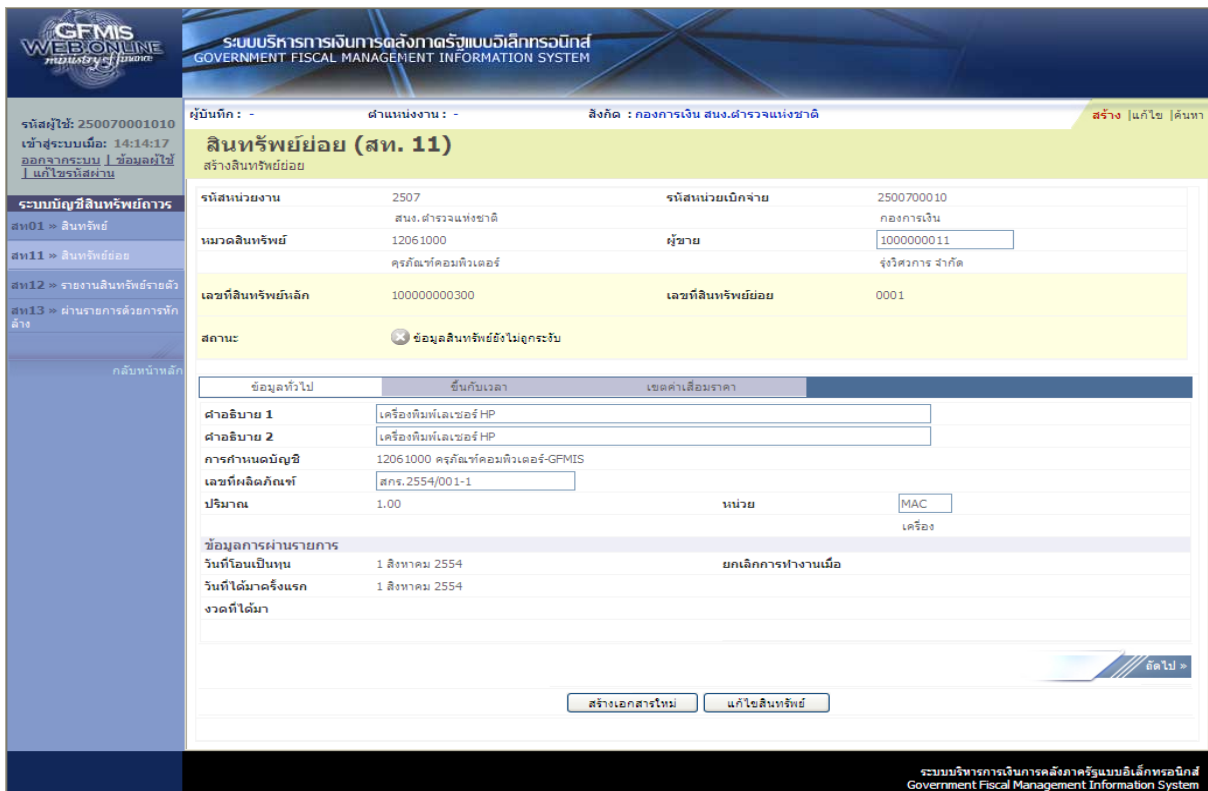 GFMIS
WEB ONLINE
ministry of finance
ระบบบริหารการเงินการคลังภาครัฐแบบอิเล็กทรอนิกส์
GOVERNMENT FISCAL MANAGEMENT INFORMATION SYSTEM
รหัสผู้ใช้: 250070001010
เข้าสู่ระบบเมื่อ: 14:14:17
ออกจากระบบ | ข้อมูลผู้ใช้
| แก้ไขรหัสผ่าน
ผู้บันทึก : - ตำแหน่งงาน : - สังกัด : กองการเงิน สนง.ตำรวจแห่งชาติ สร้าง |แก้ไข |ค้นหา
สินทรัพย์ย่อย (สท. 11)
สร้างสินทรัพย์ย่อย
ระบบบัญชีสินทรัพย์ถาวร
สท01 » สินทรัพย์
สท11 » สินทรัพย์ย่อย
สท12 » รายงานสินทรัพย์รายตัว
สท13 » ผ่านรายการด้วยการหัก
ล้าง
กลับหน้าหลัก
รหัสหน่วยงาน 2507 รหัสหน่วยเบิกจ่าย 2500700010
สนง.ตำรวจแห่งชาติ กองการเงิน
หมวดสินทรัพย์ 12061000 ผู้ขาย 1000000011
ครุภัณฑ์คอมพิวเตอร์ รุ่งวิศวการ จำกัด
เลขที่สินทรัพย์หลัก 100000000300 เลขที่สินทรัพย์ย่อย 0001
สถานะ ข้อมูลสินทรัพย์ยังไม่ถูกระงับ
ข้อมูลทั่วไป ขึ้นกับเวลา เขตค่าเสื่อมราคา
คำอธิบาย 1 เครื่องพิมพ์เลเซอร์ HP
คำอธิบาย 2 เครื่องพิมพ์เลเซอร์ HP
การกำหนดบัญชี 12061000 ครุภัณฑ์คอมพิวเตอร์-GFMIS
เลขที่ผลิตภัณฑ์ สกร.2554/001-1
ปริมาณ 1.00 หน่วย MAC
เครื่อง
ข้อมูลการผ่านรายการ
วันที่โอนเป็นทุน 1 สิงหาคม 2554 ยกเลิกการทำงานเมื่อ
วันที่ได้มาครั้งแรก 1 สิงหาคม 2554
งวดที่ได้มา
ถัดไป »
สร้างเอกสารใหม่ แก้ไขสินทรัพย์
ระบบบริหารการเงินการคลังภาครัฐแบบอิเล็กทรอนิกส์
Government Fiscal Management Information System